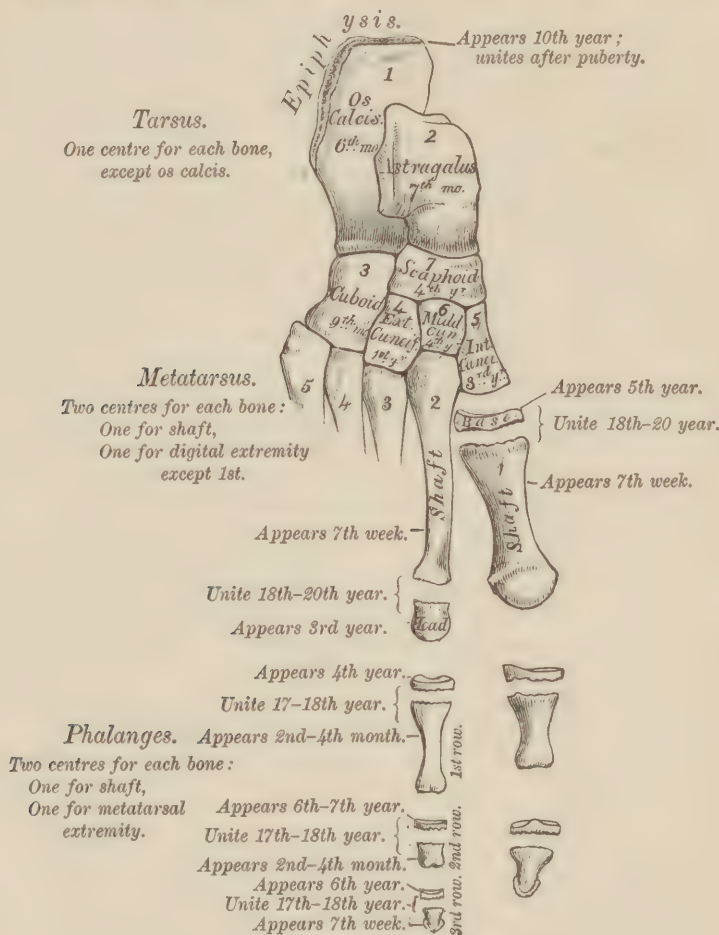 Epiphysis.
Appears 10th year;
unites after puberty.
1
Os
Calcis.
6th mo
2
Astragalus
7th mo.
Tarsus.
One centre for each bone,
except os calcis.
3
Cuboid
9th mo
7
Scaphoid
4th yr
4
Ext.
Cuneif.
1st yr
6
Midd
Cun
4th yr
5
Int.
Cunei
3rd yr
Metatarsus.
Two centres for each bone:
One for shaft,
One for digital extremity
except 1st.
5
4
3
2
Shaft
Appears 5th year.
Base
Unite 18th-20 year.
1
Shaft
Appears 7th week.
Appears 7th week.
Unite 18th-20th year.
Appears 3rd year.
Appears 4th year.
Unite 17-18th year.
Phalanges.
Two centres for each bone:
One for shaft,
One for metatarsal
extremity.
Appears 2nd-4th month.
1st row.
Appears 6th-7th year.
Unite 17th-18th year.
Appears 2nd-4th month.
2nd row.
Appears 6th year.
Unite 17th-18th year.
Appears 7th week.
3rd row.